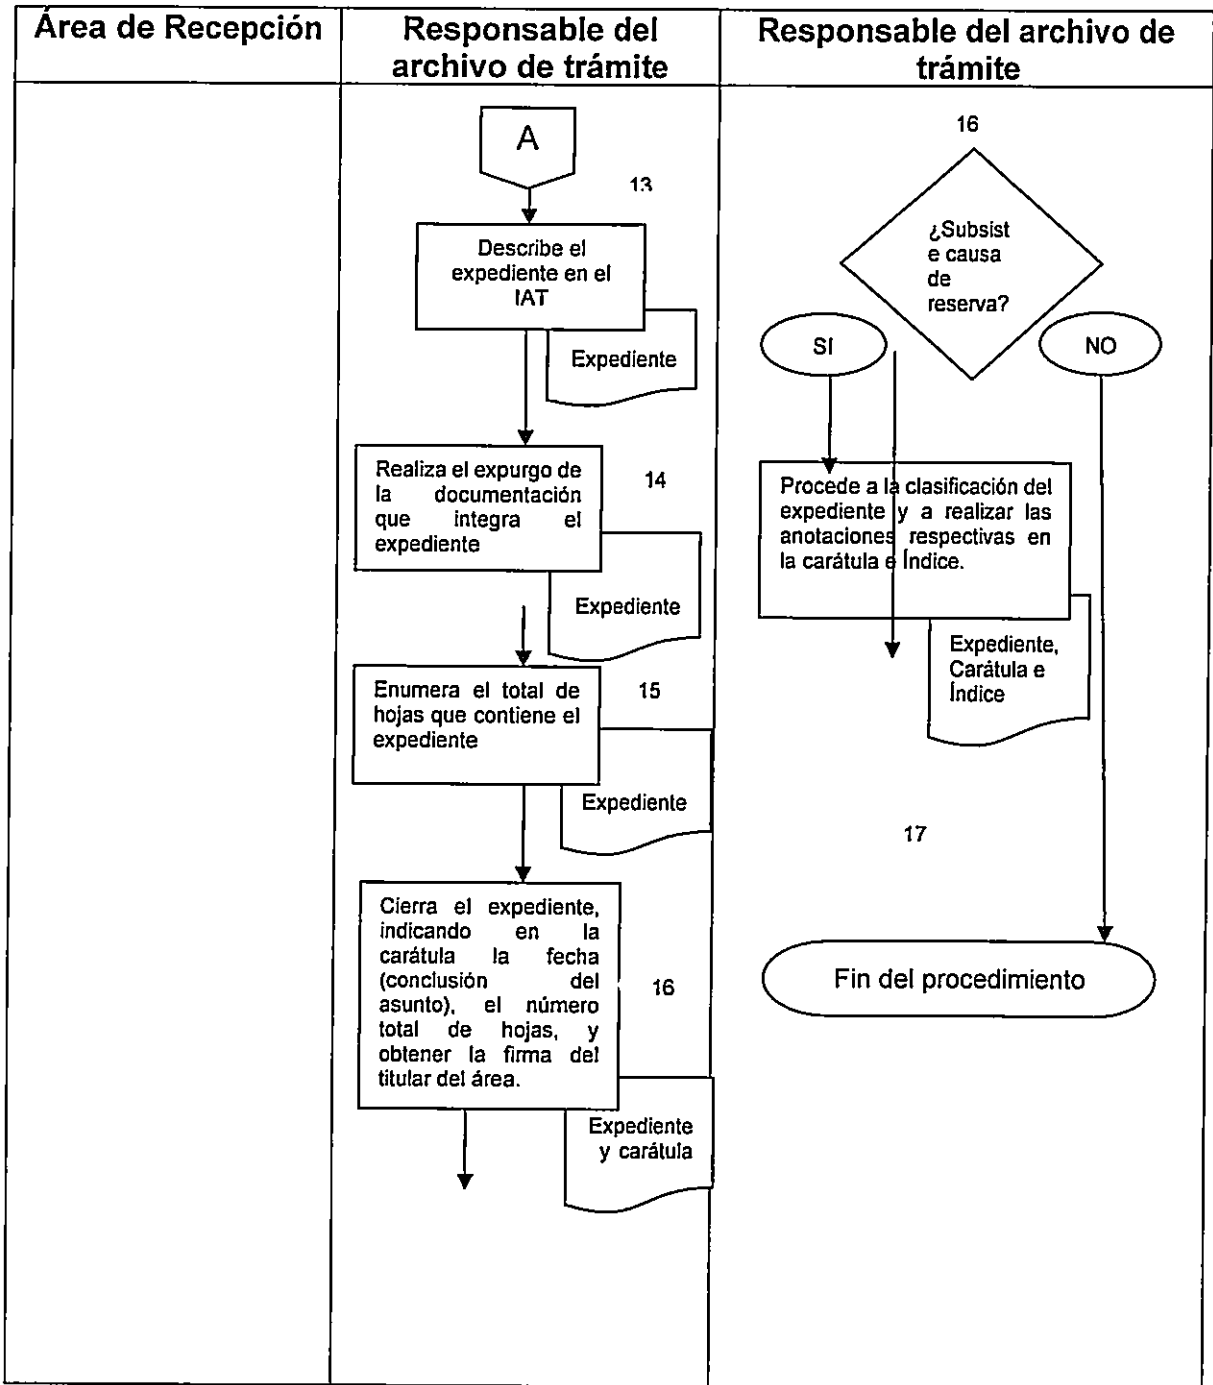 Área de Recepción
Responsable del
archivo de trámite
Responsable del archivo de
trámite
A
13
Describe el
expediente en el
IAT
Expediente
Realiza el expurgo de
la documentación
que integra el
expediente
14
Expediente
Enumera el total de
hojas que contiene el
expediente
15
Expediente
Cierra el expediente,
indicando en la
carátula la fecha
(conclusión del
asunto), el número
total de hojas, y
obtener la firma del
titular del área.
16
Expediente
y carátula
16
¿Subsist
e causa
de
reserva?
SI
NO
Procede a la clasificación del
expediente y a realizar las
anotaciones respectivas en
la carátula e Índice.
Expediente,
Carátula e
Índice
17
Fin del procedimiento